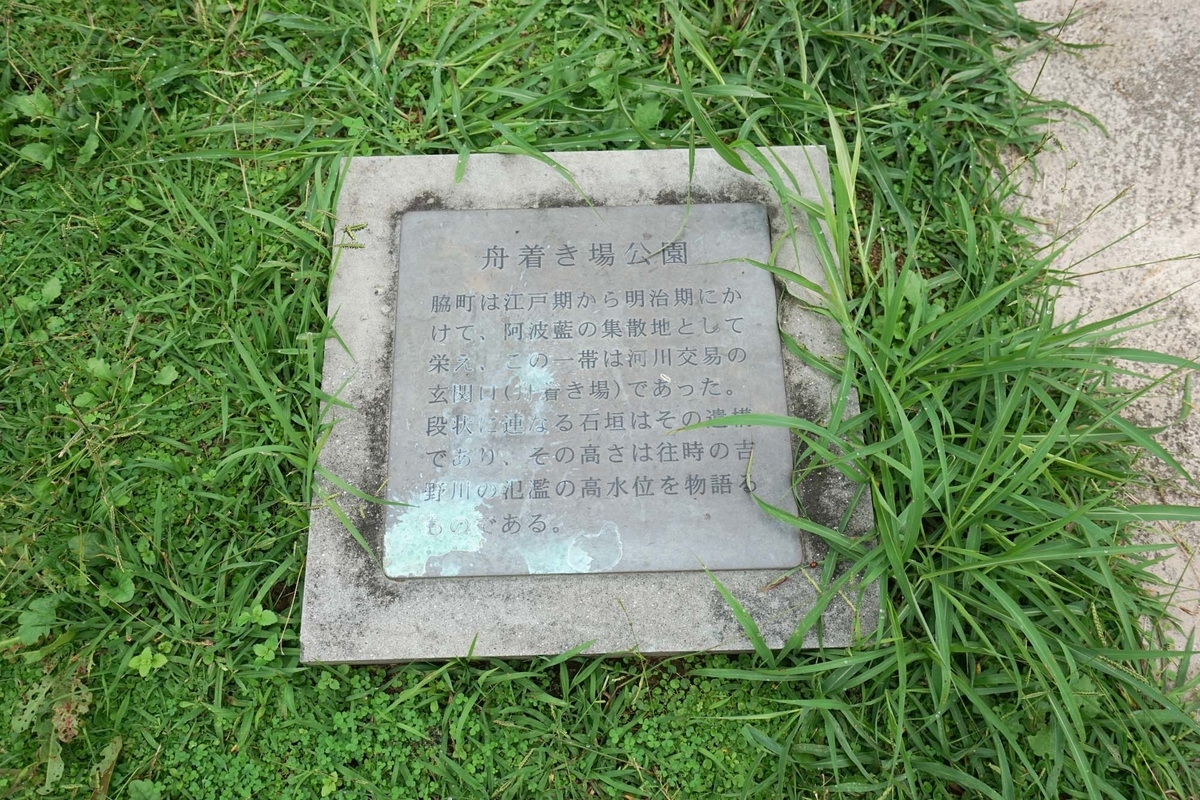 舟着き場公園
脇町は江戸期から明治期にか
けて、阿波藍の集散地として
栄え、この一帯は河川交易の
玄関口(舟着き場)であった。
段状に連なる石垣はその遺構
であり、その高さは往時の吉
野川の氾濫の高水位を物語る
ものである。